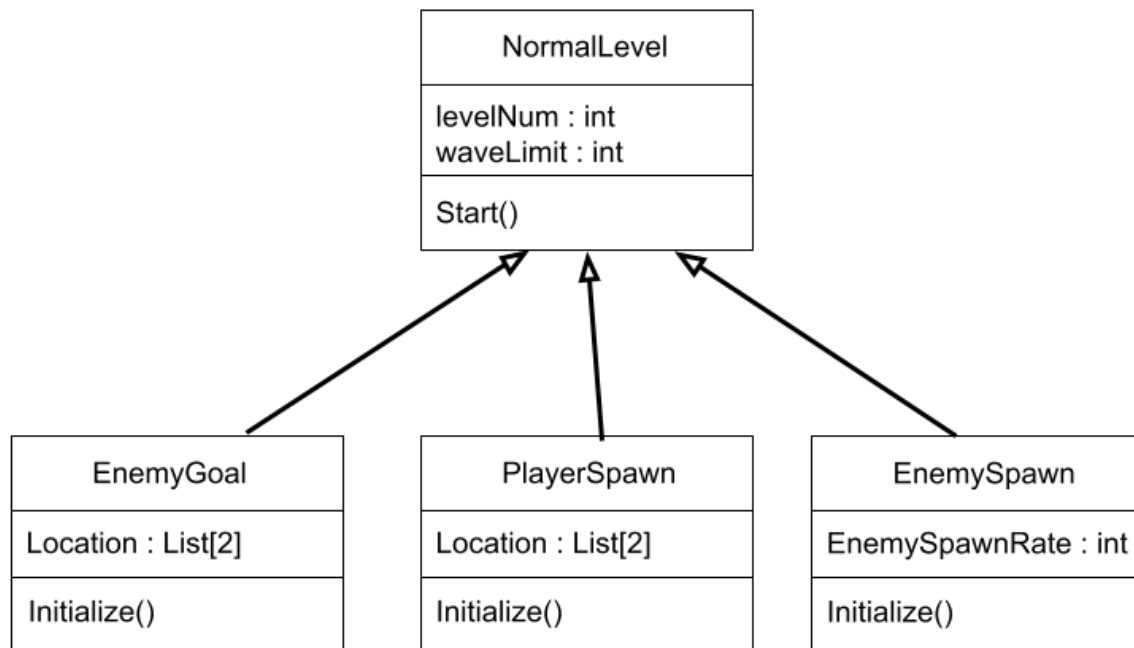 NormalLevel
levelNum : int
waveLimit : int
Start()
EnemyGoal
Location : List[2]
Initialize()
PlayerSpawn
Location : List[2]
Initialize()
EnemySpawn
EnemySpawnRate : int
Initialize()